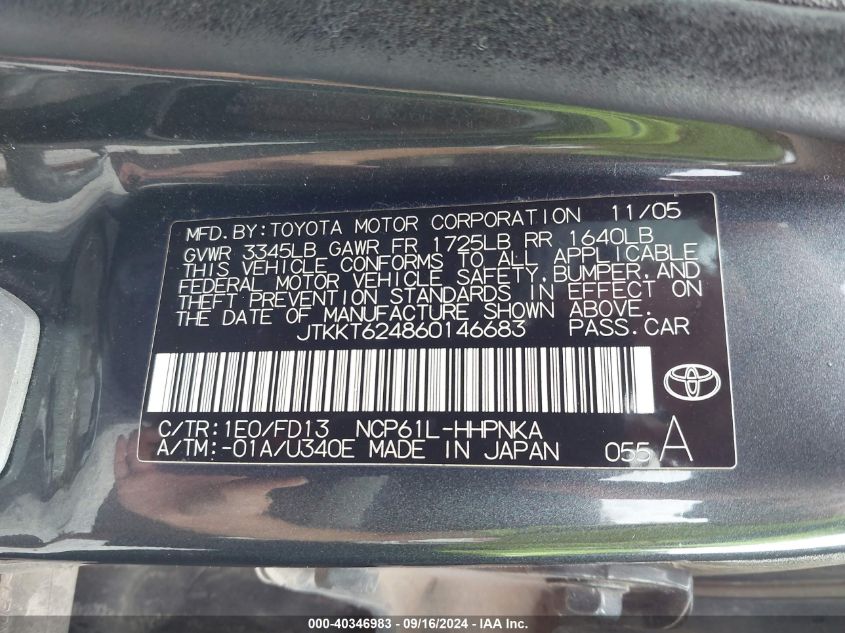 MFD.BY:TOYOTA MOTOR CORPORATION 11/05
GVWR 3345LB GAWR FR 1725LB RR 1640LB
THIS VEHICLE CONFORMS TO ALL APPLICABLE
FEDERAL MOTOR VEHICLE SAFETY,BUMPER,AND
THEFT PREVENTION STANDARDS IN EFFECT ON
THE DATE OF MANUFACTURE SHOWN ABOVE.
JTKKT624860146683 PASS.CAR
C/TR:1E0/FD13 NCP61L-HHPNKA
A/TM:-01A/U340E MADE IN JAPAN 055 A
000-40346983 - 09/16/2024 - IAA Inc.